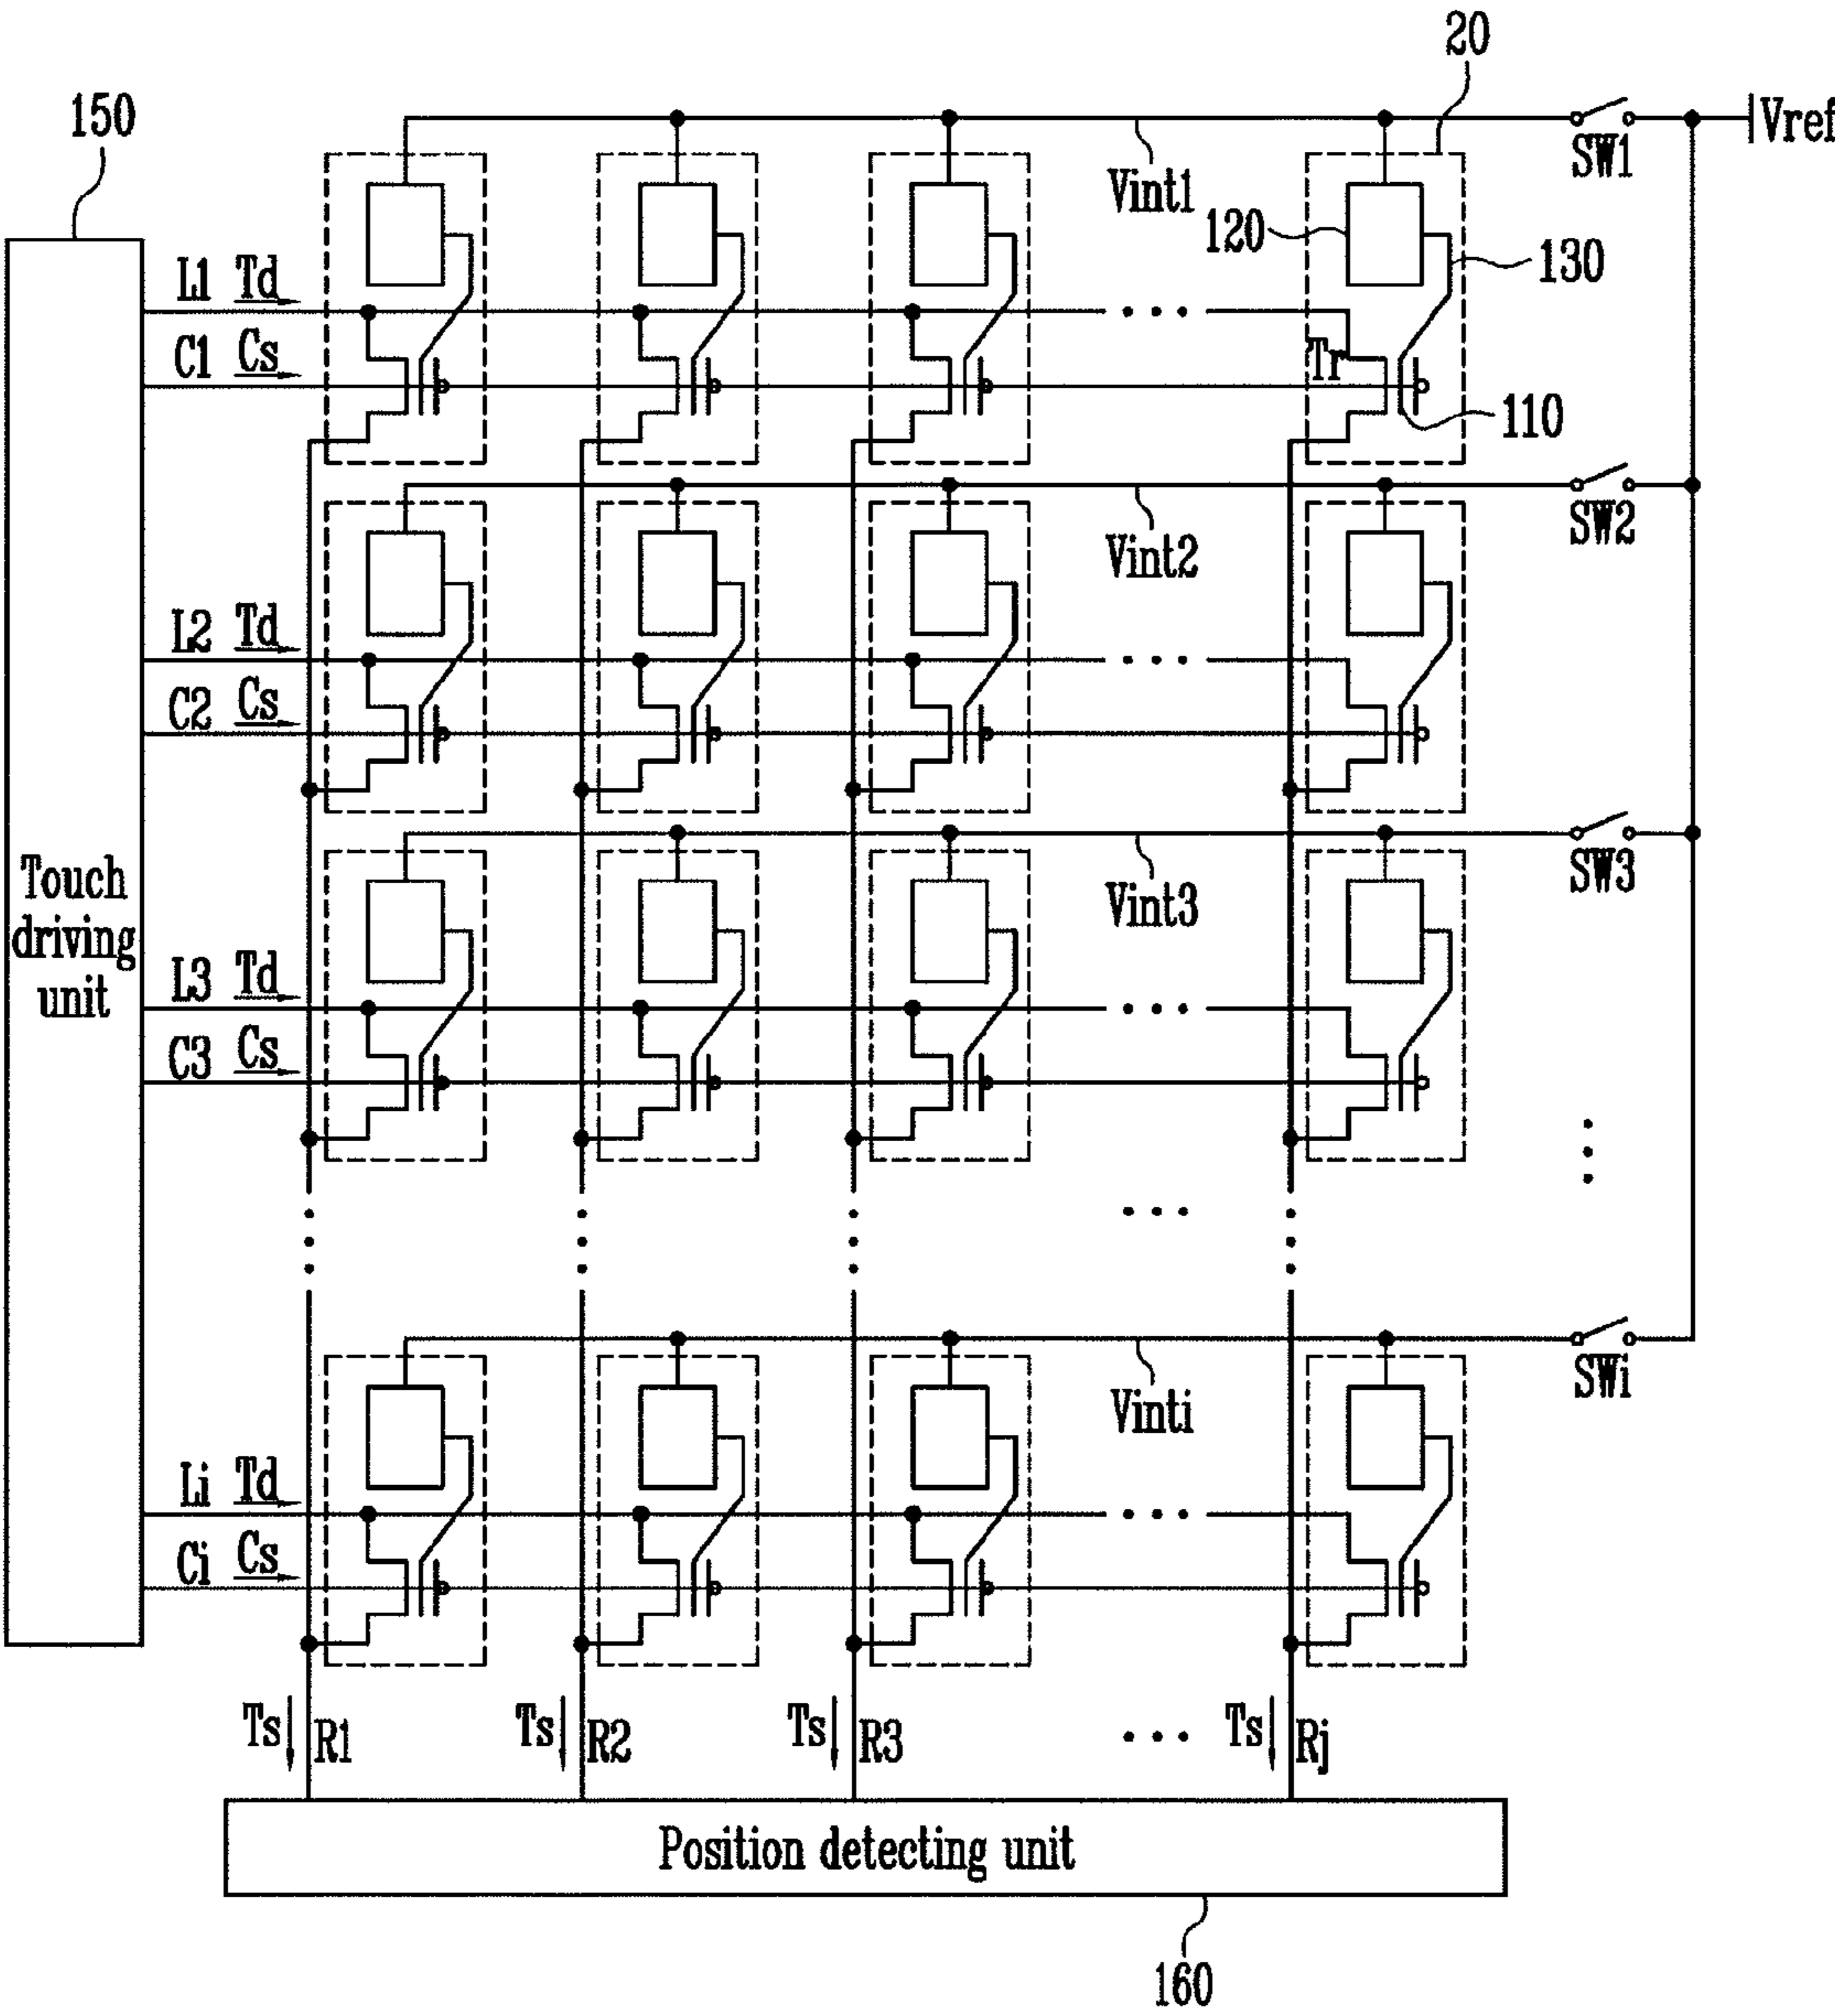 20
150
Vref
SW1
Vint1
120
130
L1 Td
C1 Cs
Tr
110
SW2
Vint2
L2 Td
C2 Cs
SW3
Vint3
Touch
driving
unit
L3 Td
C3 Cs
SWi
Vinti
Li Td
Ci Cs
Ts R1 Ts R2 Ts R3 Ts Rj
Position detecting unit
160